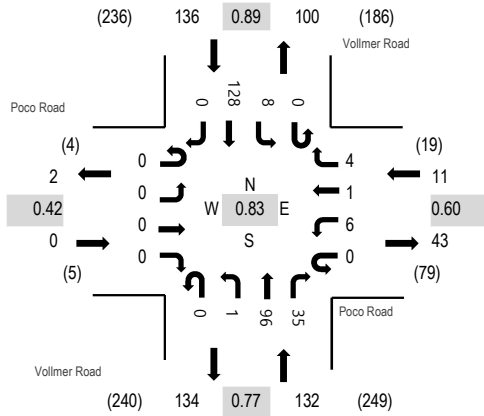 (236) 136 0.89 100 (186)
Vollmer Road
Poco Road
0 128 8 0
(4)
(19)
0
4
2
11
0
1
N
0.42
W 0.83 E
0.60
0
6
0
S
43
0
0
(5)
(79)
0 1 96 35
Poco Road
Vollmer Road
(240) 134 0.77 132 (249)